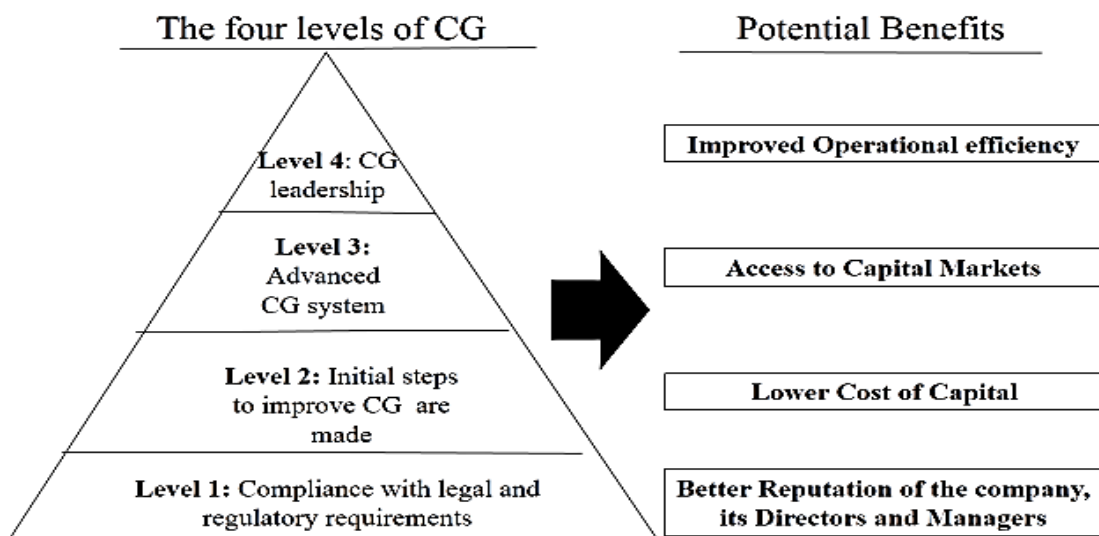 The four levels of CG
Level 4: CG
leadership
Level 3:
Advanced
CG system
Level 2: Initial steps
to improve CG are
made
Level 1: Compliance with legal and
regulatory requirements
Potential Benefits
Improved Operational efficiency
Access to Capital Markets
Lower Cost of Capital
Better Reputation of the company,
its Directors and Managers